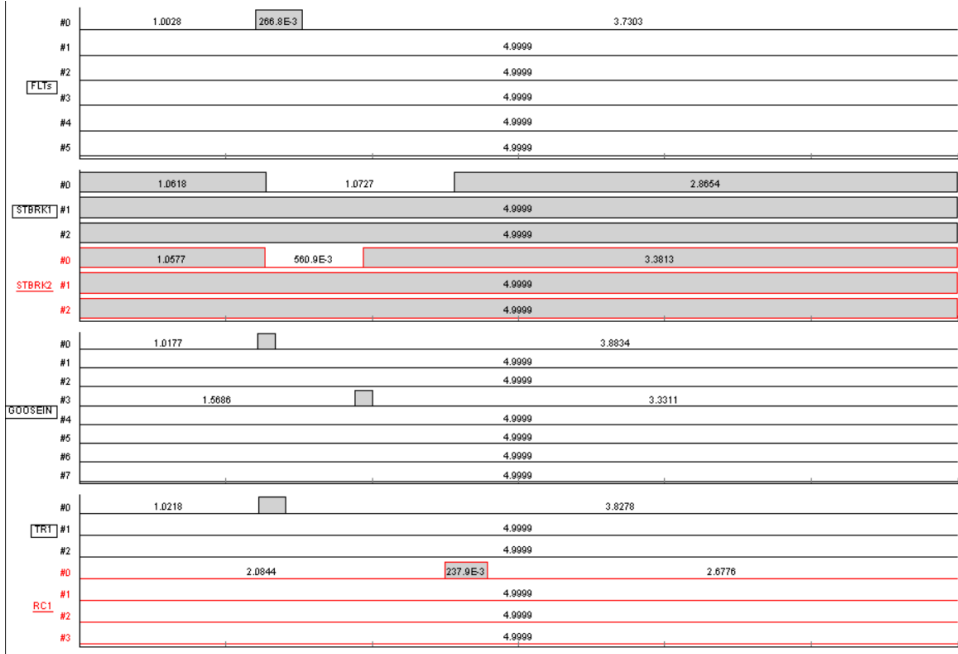 #0 1.0028 266.8E-3 3.7303
#1 4.9999
#2 4.9999
FLTs
#3 4.9999
#4 4.9999
#5 4.9999
#0 1.0618 1.0727 2.8654
STBRK1 #1 4.9999
#2 4.9999
#0 1.0577 560.9E-3 3.3813
STBRK2 #1 4.9999
#2 4.9999
#0 1.0177 3.8834
#1 4.9999
#2 4.9999
#3 1.5686 3.3311
GOOSEIN
#4 4.9999
#5 4.9999
#6 4.9999
#7 4.9999
#0 1.0218 3.8278
TR1 #1 4.9999
#2 4.9999
#0 2.0844 237.9E-3 2.6776
#1 4.9999
RC1
#2 4.9999
#3 4.9999